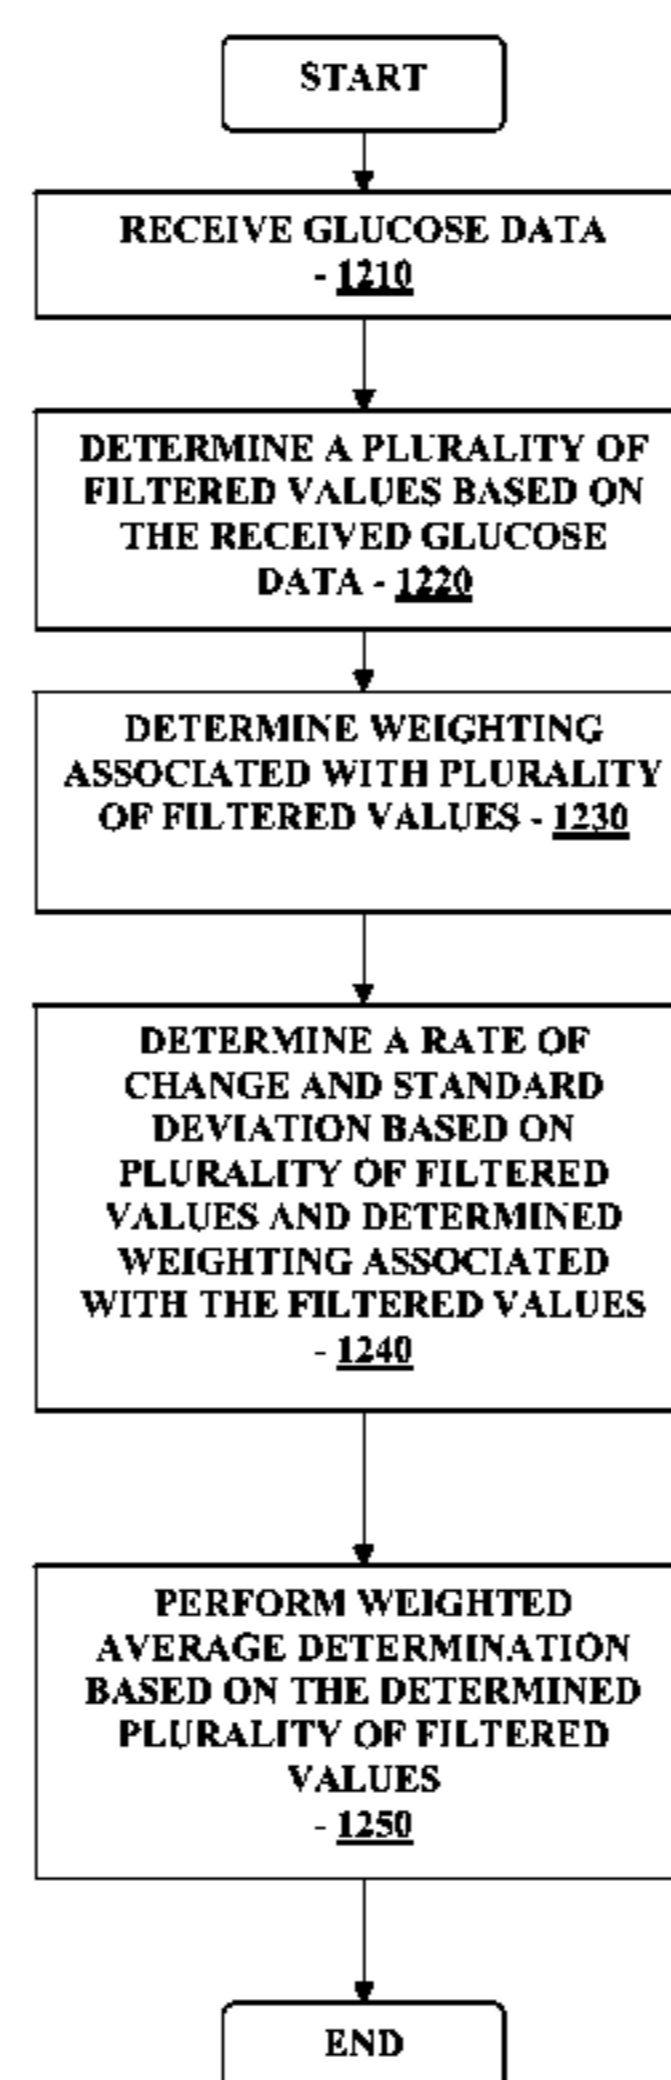 START
RECEIVE GLUCOSE DATA
- 1210
DETERMINE A PLURALITY OF
FILTERED VALUES BASED ON
THE RECEIVED GLUCOSE
DATA - 1220
DETERMINE WEIGHTING
ASSOCIATED WITH PLURALITY
OF FILTERED VALUES - 1230
DETERMINE A RATE OF
CHANGE AND STANDARD
DEVIATION BASED ON
PLURALITY OF FILTERED
VALUES AND DETERMINED
WEIGHTING ASSOCIATED
WITH THE FILTERED VALUES
- 1240
PERFORM WEIGHTED
AVERAGE DETERMINATION
BASED ON THE DETERMINED
PLURALITY OF FILTERED
VALUES
- 1250
END